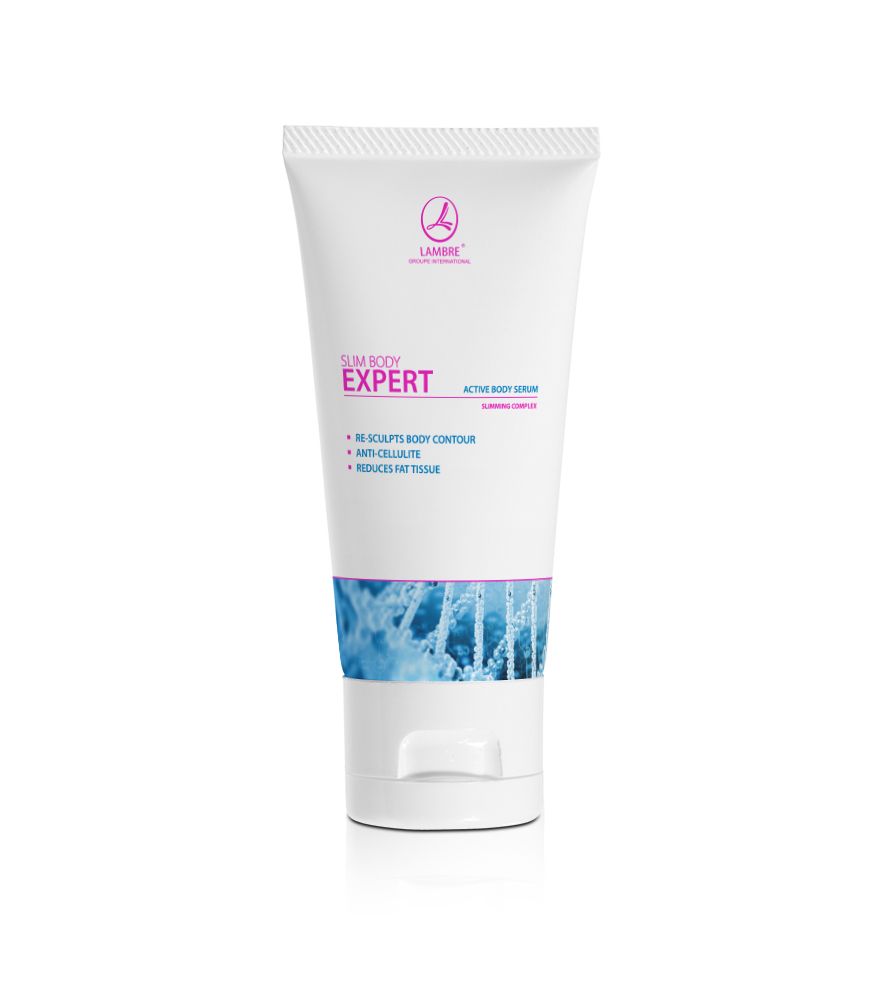 L
LAMBRE®
GROUPE INTERNATIONAL
SLIM BODY
EXPERT
ACTIVE BODY SERUM
SLIMMING COMPLEX
RE-SCULPTS BODY CONTOUR
ANTI-CELLULITE
REDUCES FAT TISSUE